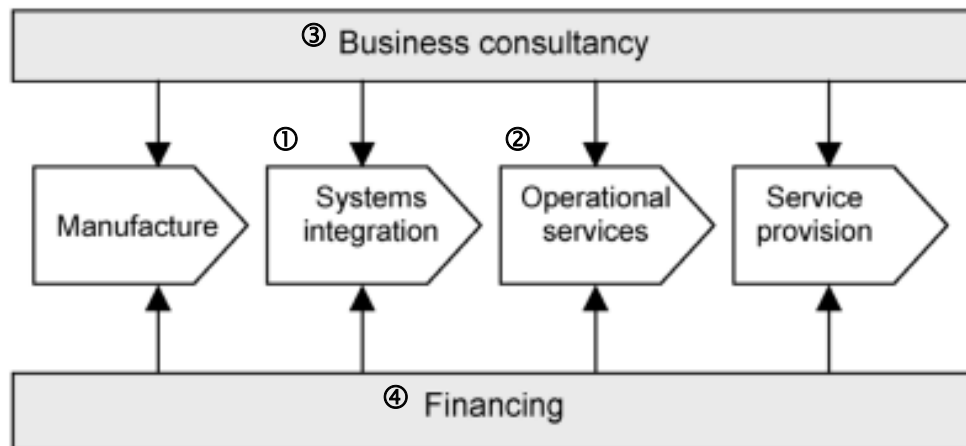 ③ Business consultancy
① ②
Manufacture
Systems
integration
Operational
services
Service
provision
④ Financing